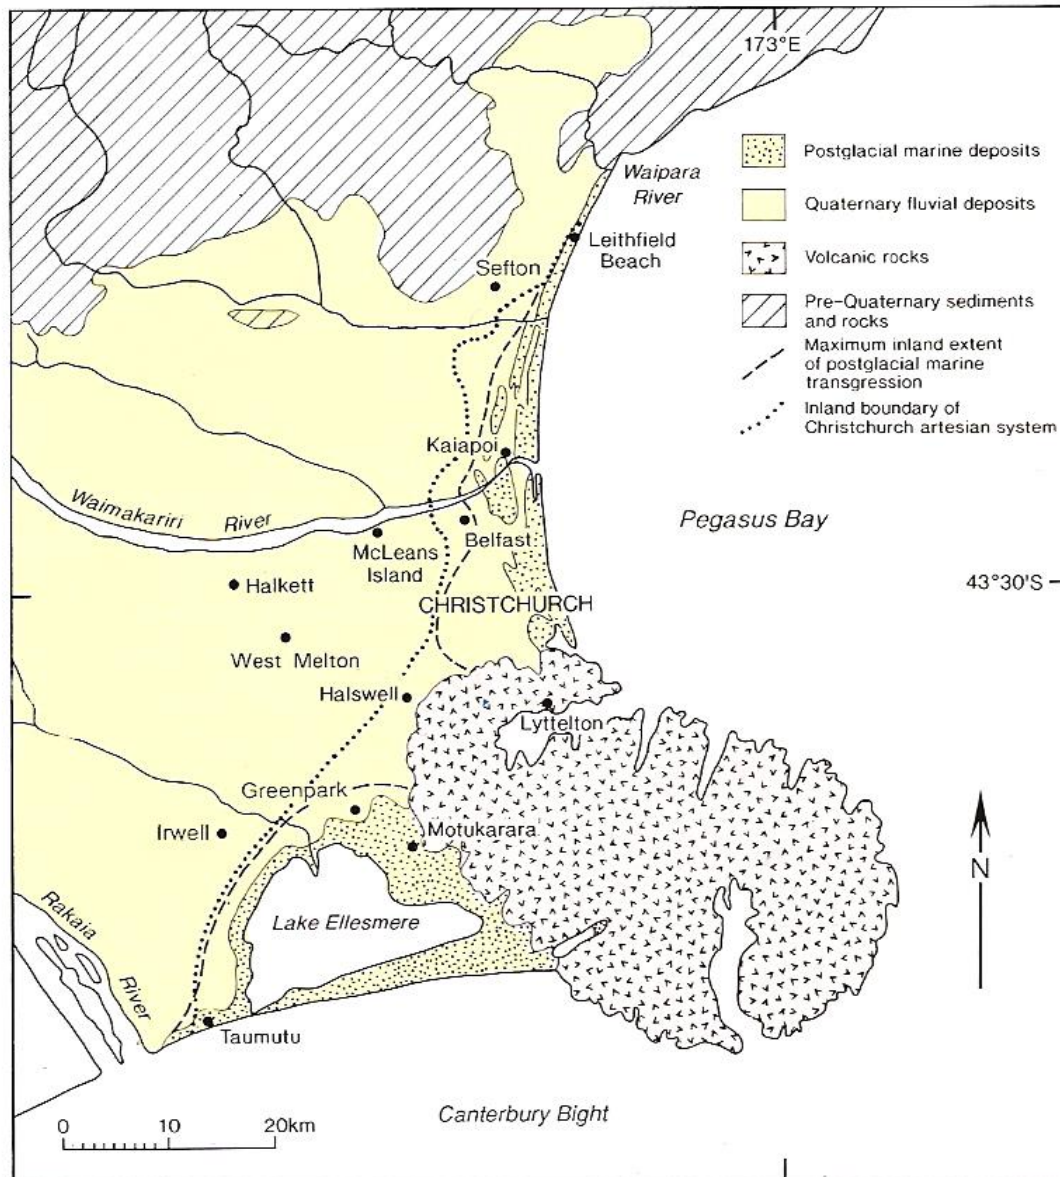 173°E
Postglacial marine deposits
Quaternary fluvial deposits
Volcanic rocks
Pre-Quaternary sediments
and rocks
Maximum inland extent
of postglacial marine
transgression
Inland boundary of
Christchurch artesian system
Waipara
River
Leithfield
Beach
Sefton
Kaiapoi
Waimakariri River
McLeans
Island
Belfast
Pegasus Bay
Halkett
43°30'S
CHRISTCHURCH
West Melton
Halswell
Lyttelton
Greenpark
Irwell
Motukarara
N
Rakaia
River
Lake Ellesmere
Taumutu
Canterbury Bight
0 10 20km